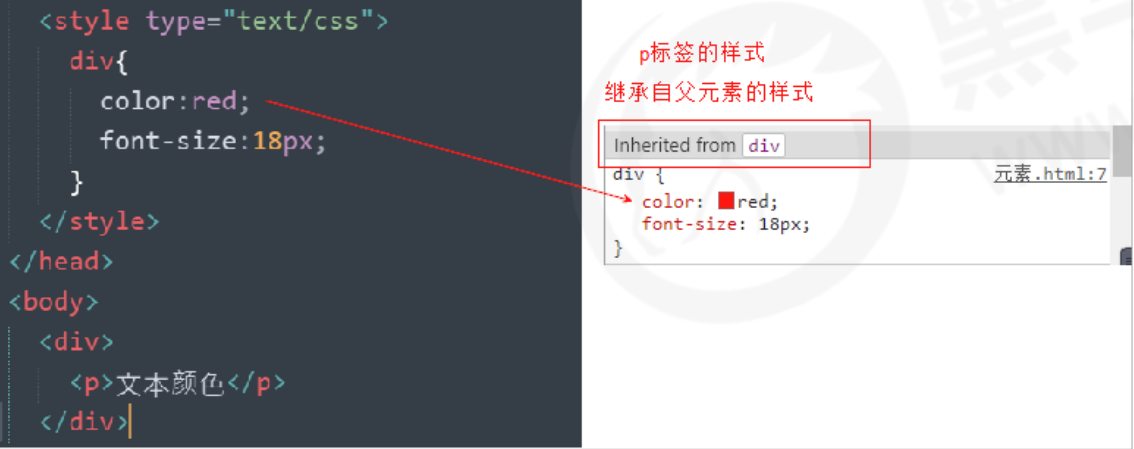 <style type="text/css">
div{
color:red;
font-size:18px;
}
</style>
</head>
<body>
<div>
<p>文本颜色</p>
</div>
p标签的样式
继承自父元素的样式
Inherited from div
div {
元素.html:7
color: red;
font-size: 18px;
}
黑
WWW